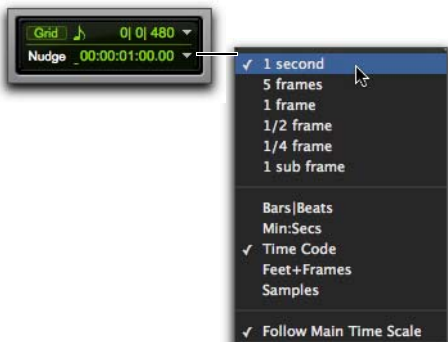 Grid 0| 0| 480
Nudge 00:00:01:00.00
✓ 1 second
5 frames
1 frame
1/2 frame
1/4 frame
1 sub frame
Bars|Beats
Min:Secs
✓ Time Code
Feet+Frames
Samples
✓ Follow Main Time Scale